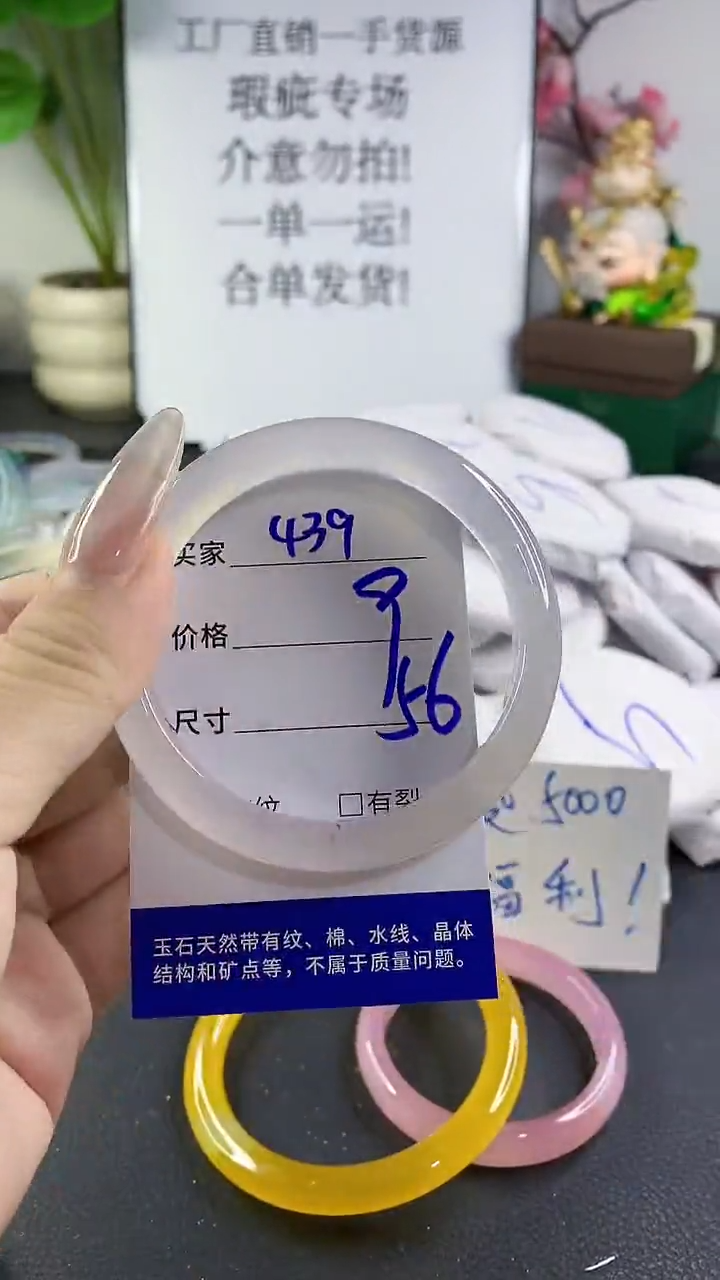 工厂直销一手货源
瑕疵专场
介意勿拍!
一单一运!
合单发货!
买家 439
价格 9
尺寸 56
纹 □有裂
5000
福利!
玉石天然带有纹、棉、水线、晶体
结构和矿点等，不属于质量问题。